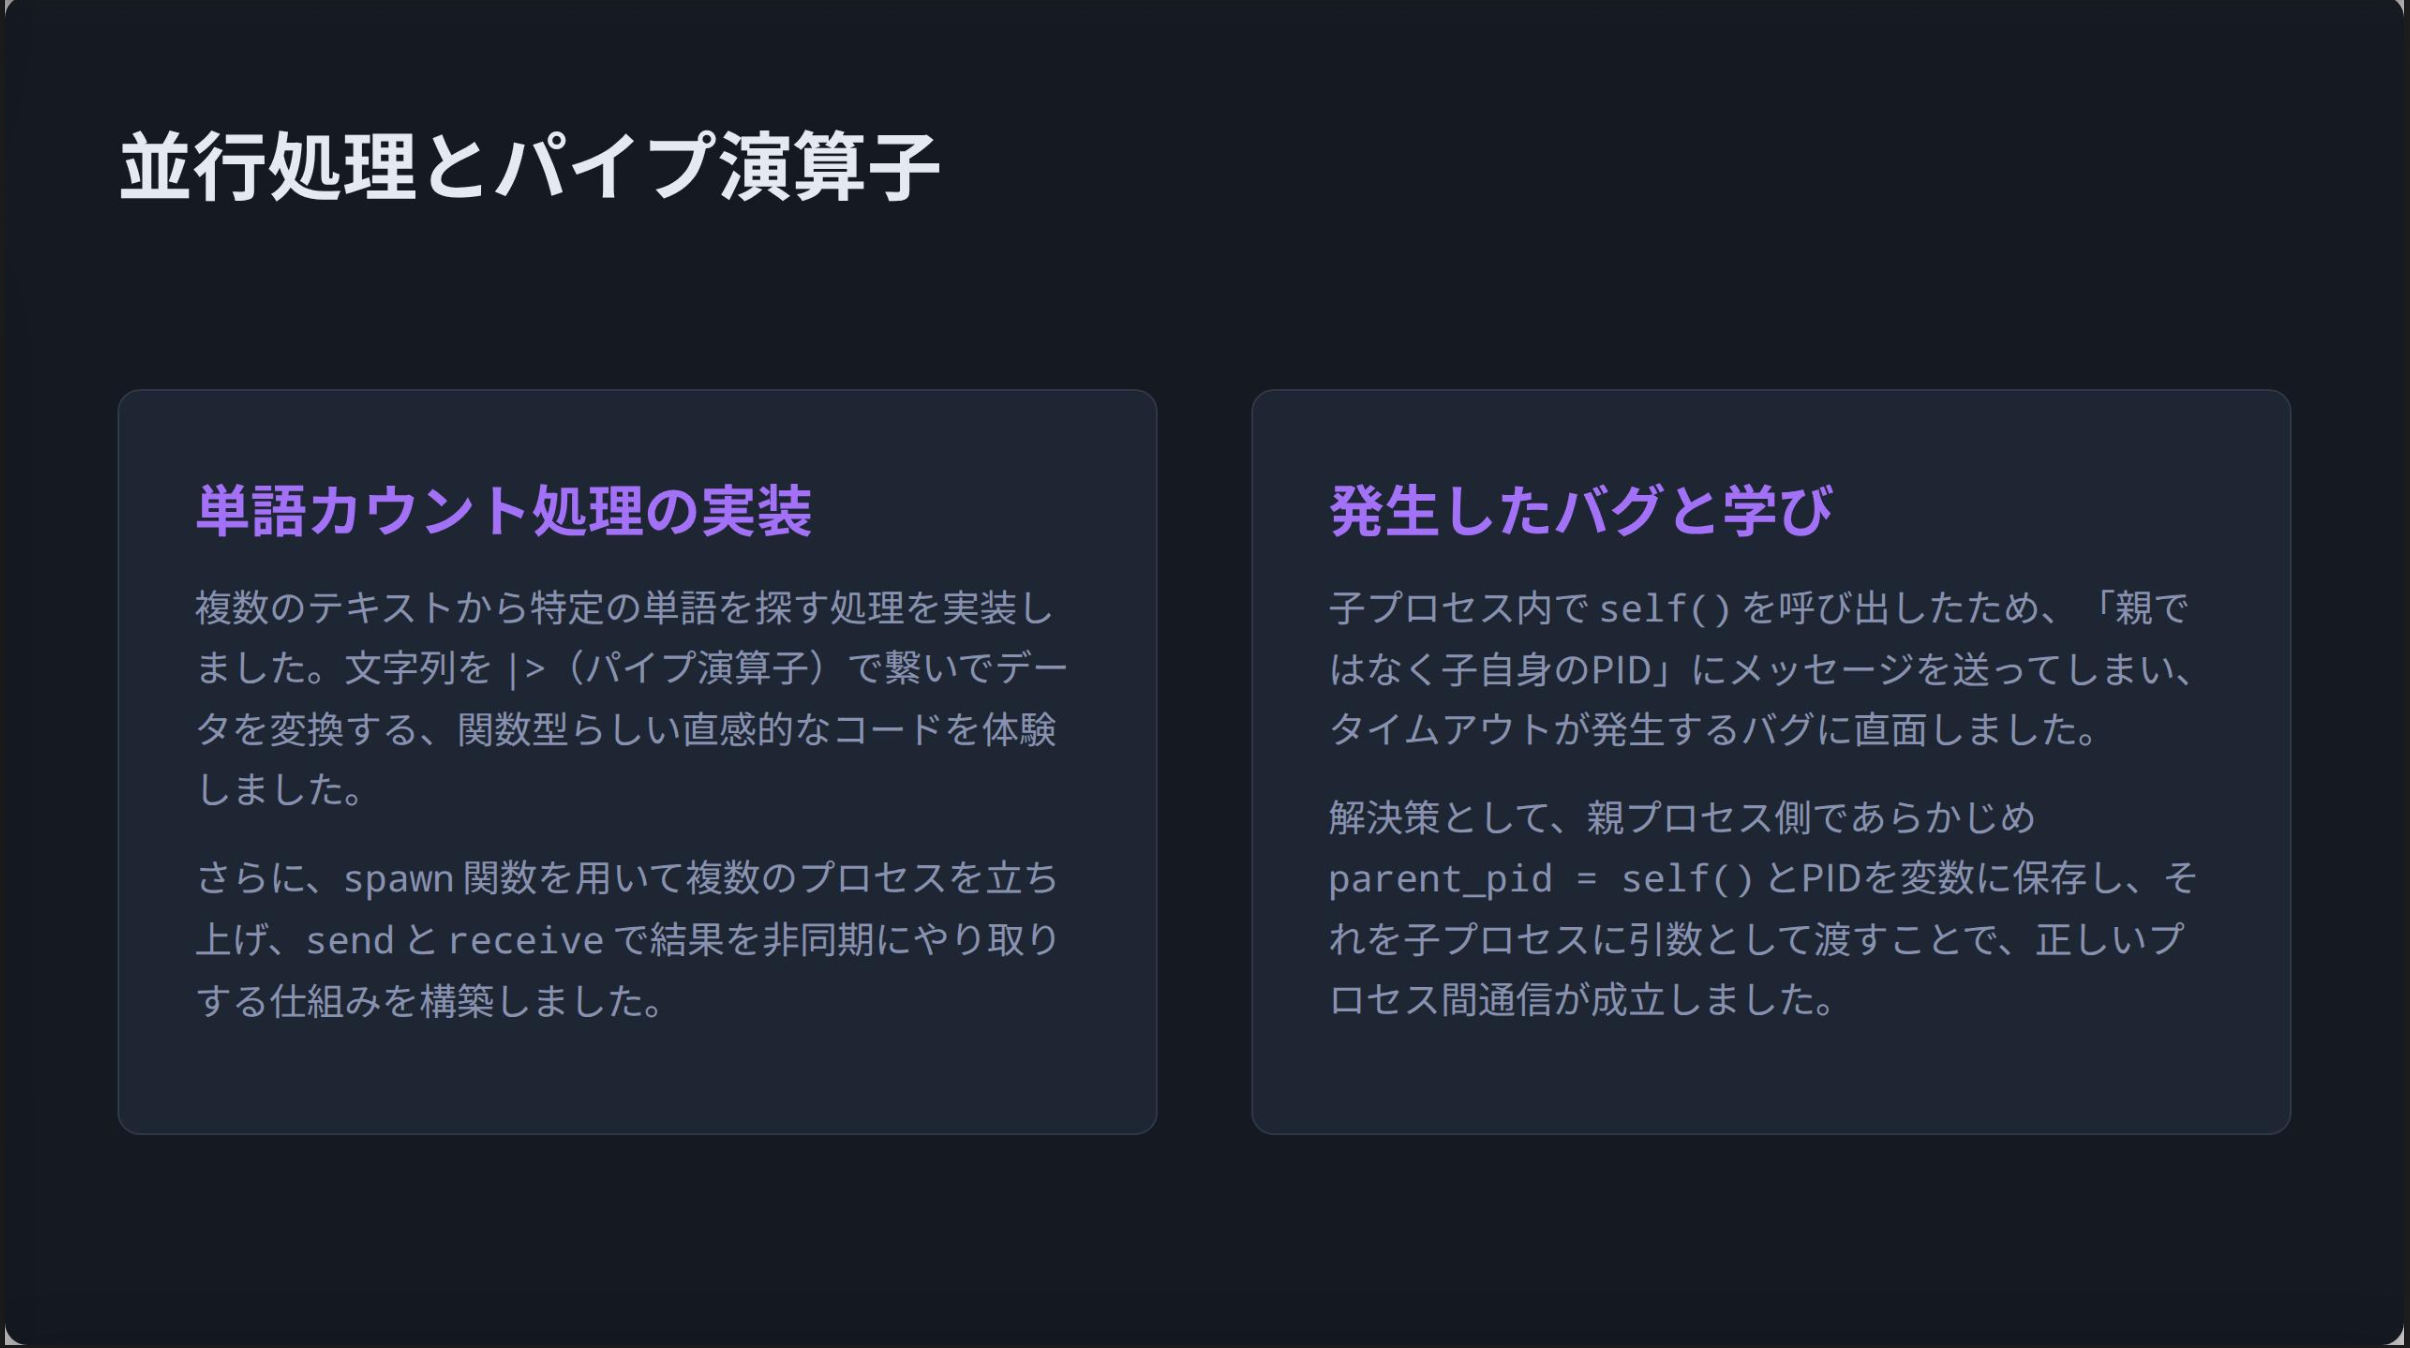 並行処理とパイプ演算子
単語カウント処理の実装
複数のテキストから特定の単語を探す処理を実装し
ました。文字列を |>（パイプ演算子）で繋いでデー
タを変換する、関数型らしい直感的なコードを体験
しました。
さらに、spawn 関数を用いて複数のプロセスを立ち
上げ、send と receive で結果を非同期にやり取り
する仕組みを構築しました。
発生したバグと学び
子プロセス内で self() を呼び出したため、「親で
はなく子自身のPID」にメッセージを送ってしまい、
タイムアウトが発生するバグに直面しました。
解決策として、親プロセス側であらかじめ
parent_pid = self() とPIDを変数に保存し、そ
れを子プロセスに引数として渡すことで、正しいプ
ロセス間通信が成立しました。